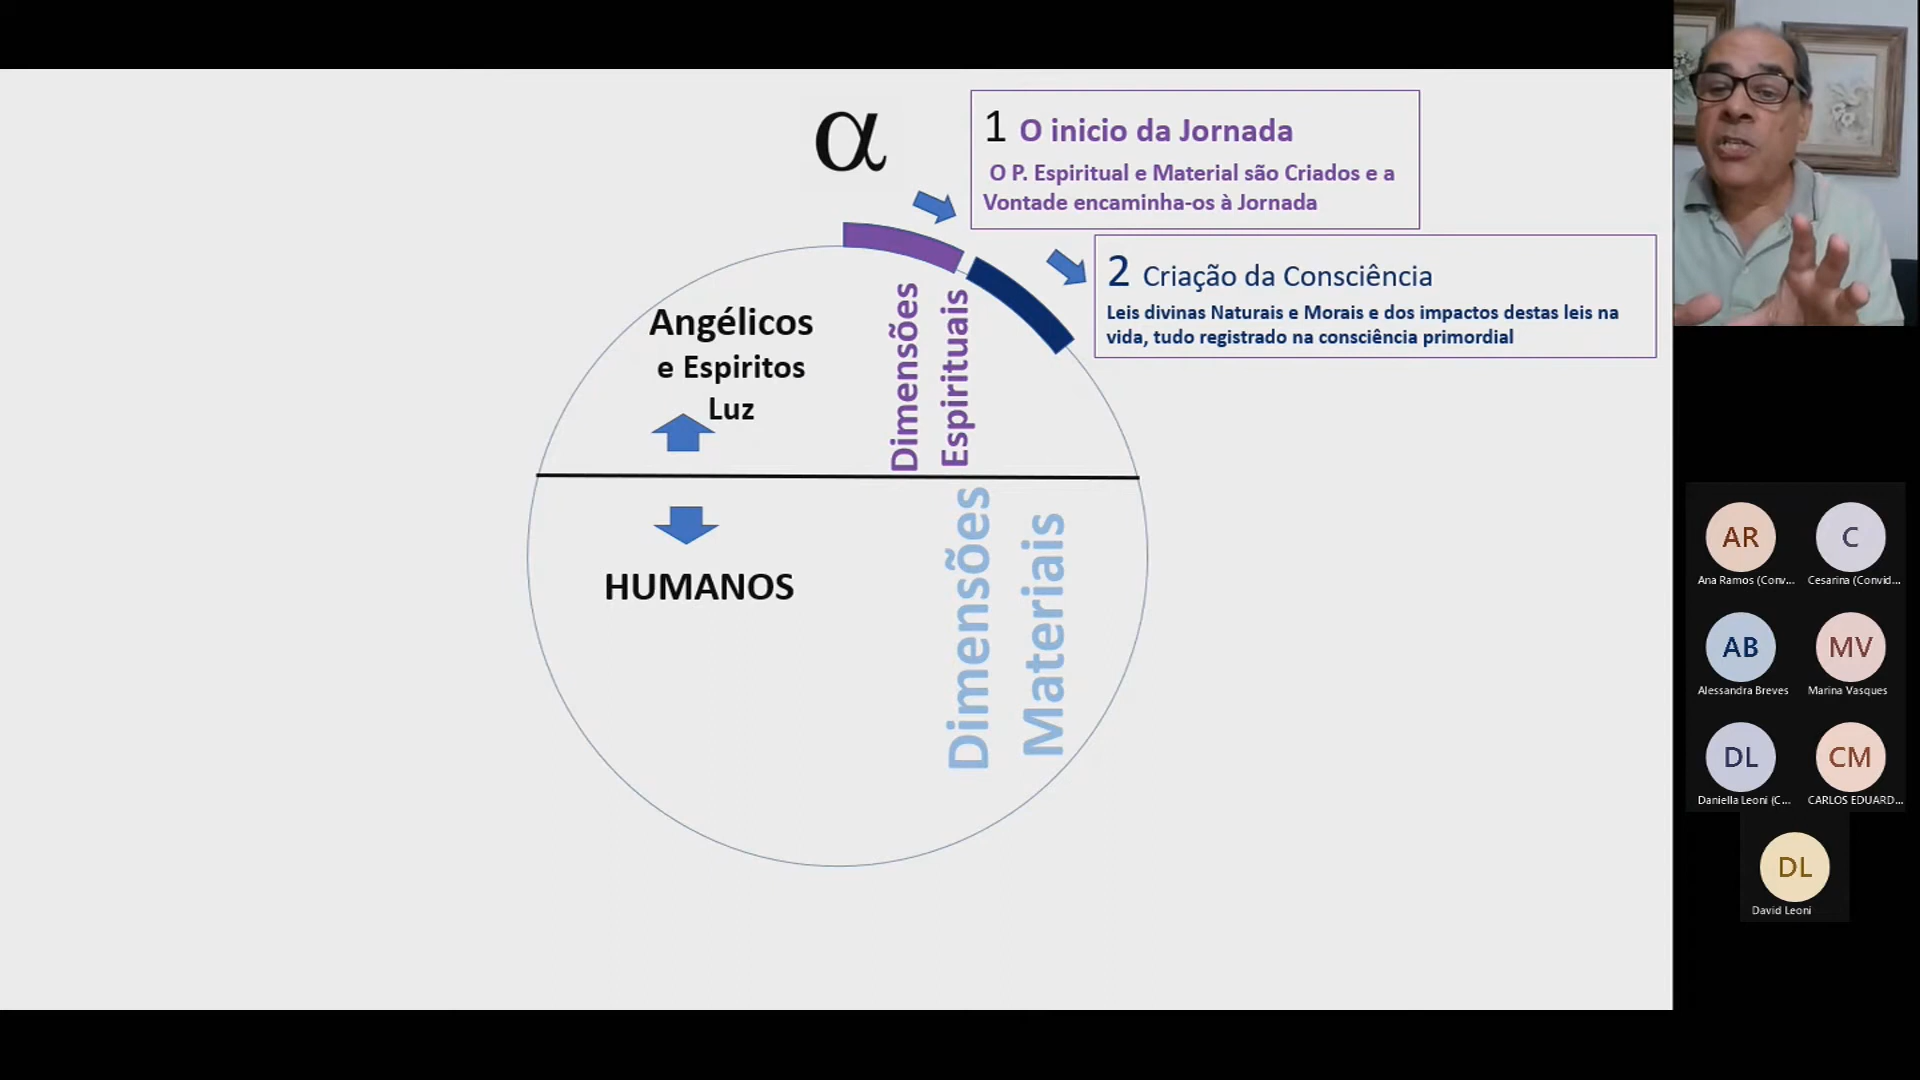 α
1 O inicio da Jornada
O P. Espiritual e Material são Criados e a
Vontade encaminha-os à Jornada
2 Criação da Consciência
Leis divinas Naturais e Morais e dos impactos destas leis na
vida, tudo registrado na consciência primordial
Angélicos
e Espiritos
Luz
Dimensões
Espirituais
HUMANOS
Dimensões
Materiais
AR
Ana Ramos (Conv...
C
Cesarina (Convid...
AB
Alessandra Breves
MV
Marina Vasques
DL
Daniella Leoni (C...
CM
CARLOS EDUARD...
DL
David Leoni